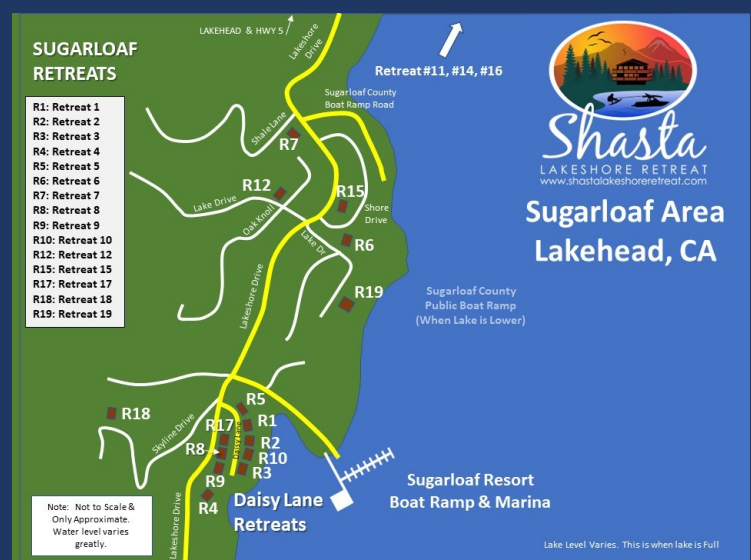 SUGARLOAF
RETREATS
R1: Retreat 1
R2: Retreat 2
R3: Retreat 3
R4: Retreat 4
R5: Retreat 5
R6: Retreat 6
R7: Retreat 7
R8: Retreat 8
R9: Retreat 9
R10: Retreat 10
R12: Retreat 12
R15: Retreat 15
R17: Retreat 17
R18: Retreat 18
R19: Retreat 19
LAKEHEAD & HWY 5
Lakeshore
Drive
Retreat #11, #14, #16
Sugarloaf County
Boat Ramp Road
Shasta
LAKESHORE RETREAT
www.shastalakeshoreretreat.com
Sugarloaf Area
Lakehead, CA
Shale Lane
R7
R12
R15
Lake Drive
Oak Knoll
Shore
Drive
Lake Dr
R6
Lakeshore Drive
R19
Sugarloaf County
Public Boat Ramp
(When Lake is Lower)
R18
Skyline Drive
R5
R17
R1
Daisy Lane
R2
R8
R10
R9
R3
R4
Daisy Lane
Retreats
Lakeshore Drive
Sugarloaf Resort
Boat Ramp & Marina
Note: Not to Scale &
Only Approximate.
Water level varies
greatly.
Lake Level Varies. This is when lake is Full